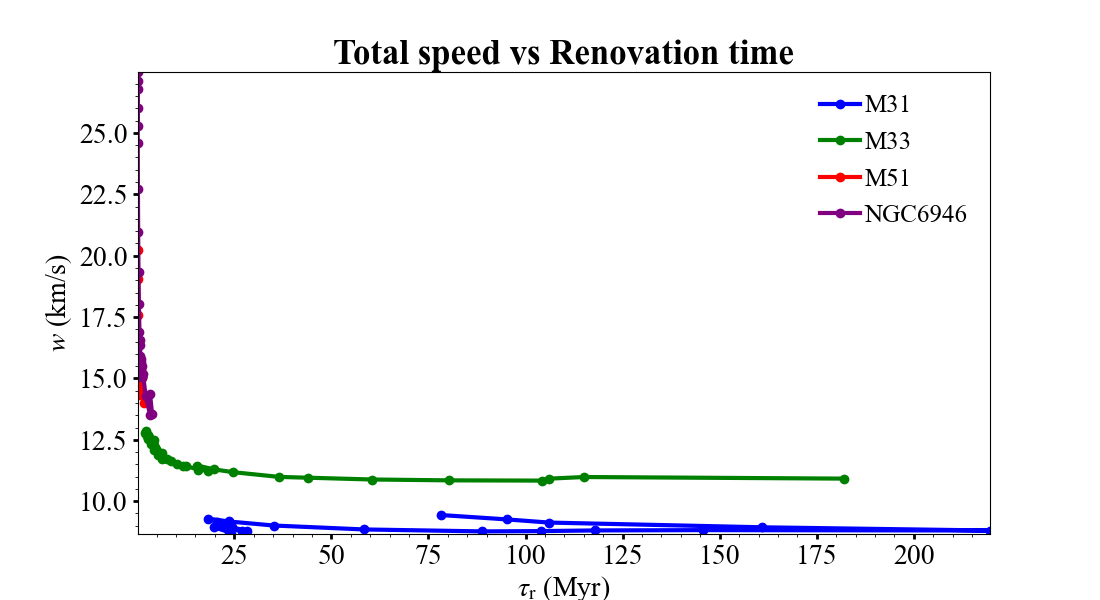 Total speed vs Renovation time
M31
M33
M51
NGC6946
25.0
22.5
20.0
17.5
15.0
12.5
10.0
w (km/s)
25 50 75 100 125 150 175 200
τr (Myr)